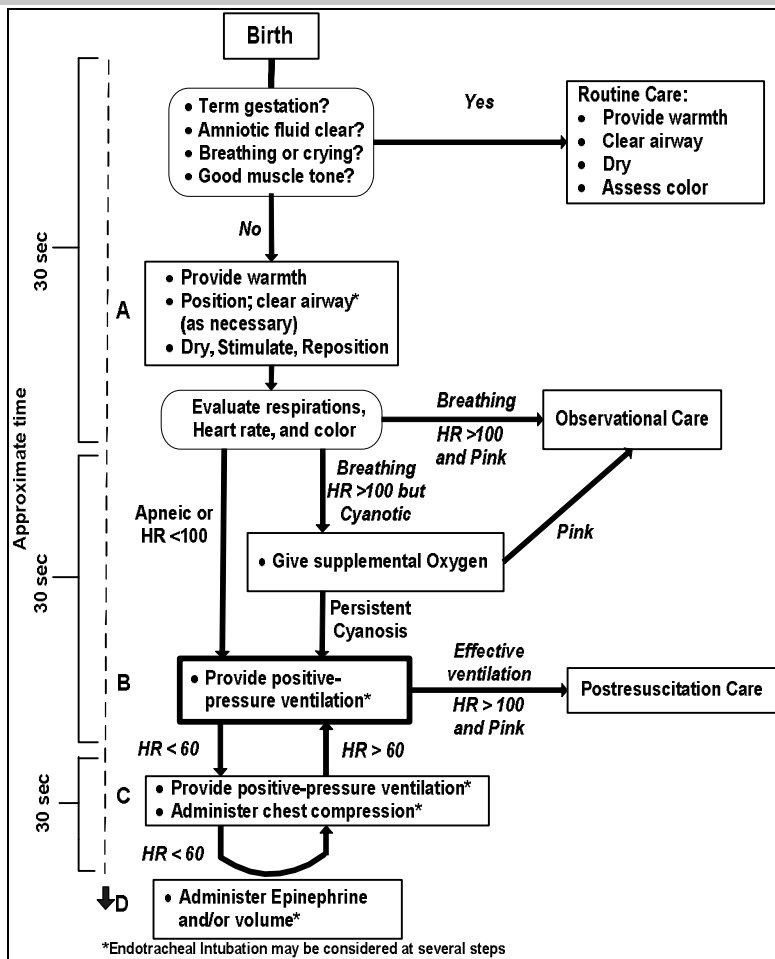 Birth
• Term gestation?
• Amniotic fluid clear?
• Breathing or crying?
• Good muscle tone?
Yes
Routine Care:
• Provide warmth
• Clear airway
• Dry
• Assess color
No
30 sec
A
• Provide warmth
• Position; clear airway*
(as necessary)
• Dry, Stimulate, Reposition
Evaluate respirations,
Heart rate, and color
Breathing
HR >100
and Pink
Observational Care
Approximate time
30 sec
Apneic or
HR <100
Breathing
HR >100 but
Cyanotic
• Give supplemental Oxygen
Pink
Persistent
Cyanosis
B
• Provide positive-
pressure ventilation*
Effective
ventilation
HR > 100
and Pink
Postresuscitation Care
HR < 60
HR > 60
30 sec
C
• Provide positive-pressure ventilation*
• Administer chest compression*
HR < 60
D
• Administer Epinephrine
and/or volume*
*Endotracheal Intubation may be considered at several steps